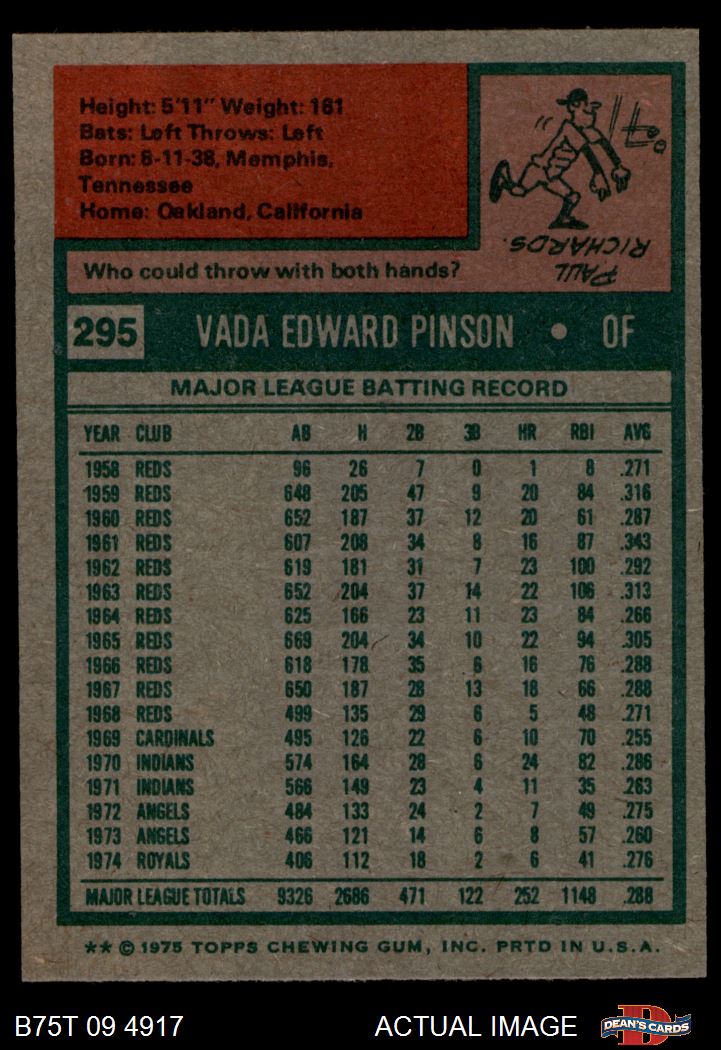 Height: 5'11" Weight: 181
Bats: Left Throws: Left
Born: 8-11-38, Memphis,
Tennessee
Home: Oakland, California
PAUL
RICHARDS.
Who could throw with both hands?
295 VADA EDWARD PINSON • OF
MAJOR LEAGUE BATTING RECORD
YEAR CLUB AB H 2B 3B HR RBI AVG
1958 REDS 96 26 7 0 1 8 .271
1959 REDS 648 205 47 9 20 84 .316
1960 REDS 652 187 37 12 20 61 .287
1961 REDS 607 208 34 8 16 87 .343
1962 REDS 619 181 31 7 23 100 .292
1963 REDS 652 204 37 14 22 106 .313
1964 REDS 625 166 23 11 23 84 .266
1965 REDS 669 204 34 10 22 94 .305
1966 REDS 618 178 35 6 16 76 .288
1967 REDS 650 187 28 13 18 66 .288
1968 REDS 499 135 29 6 5 48 .271
1969 CARDINALS 495 126 22 6 10 70 .255
1970 INDIANS 574 164 28 6 24 82 .286
1971 INDIANS 566 149 23 4 11 35 .263
1972 ANGELS 484 133 24 2 7 49 .275
1973 ANGELS 466 121 14 6 8 57 .260
1974 ROYALS 406 112 18 2 6 41 .276
MAJOR LEAGUE TOTALS 9326 2686 471 122 252 1148 .288
** © 1975 TOPPS CHEWING GUM, INC. PRTD IN U.S.A.
B75T 09 4917 ACTUAL IMAGE DEAN'S CARDS